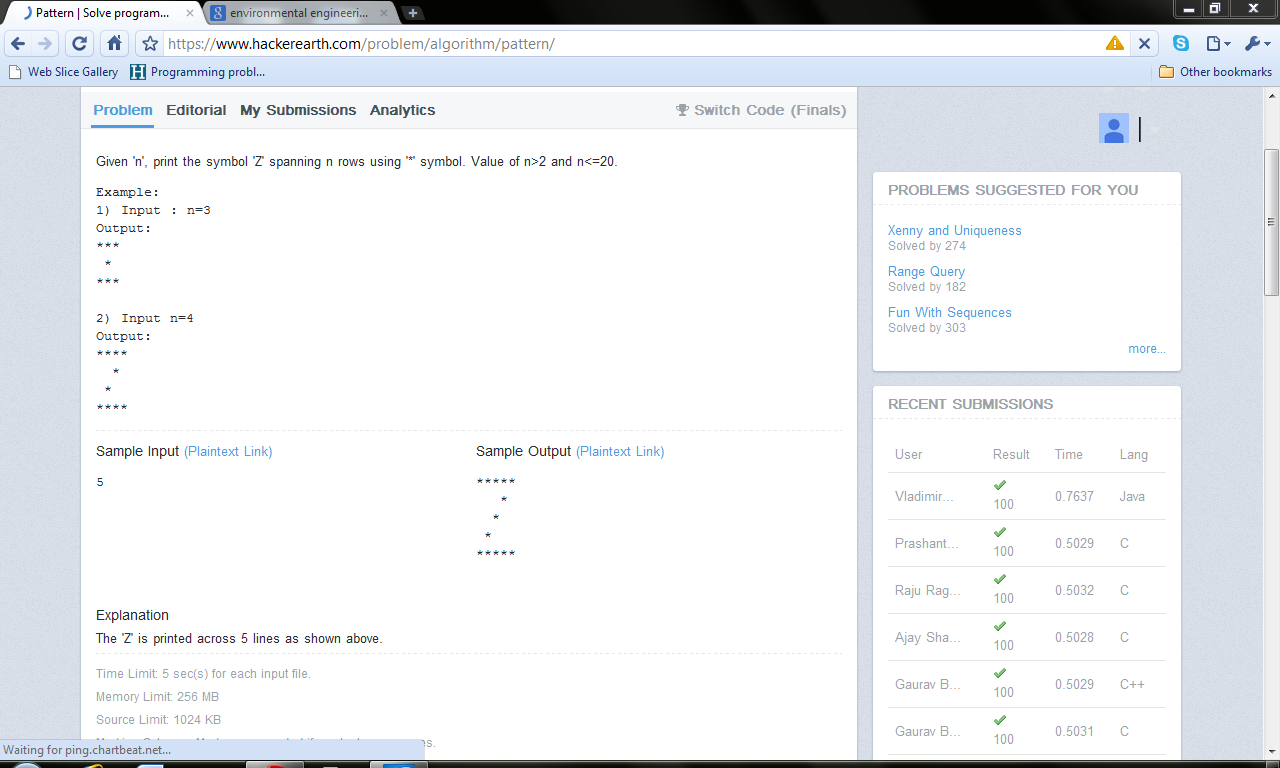 Pattern | Solve program...
environmental engineeri...
https://www.hackerearth.com/problem/algorithm/pattern/
Web Slice Gallery
Programming probl...
Other bookmarks
Problem
Editorial
My Submissions
Analytics
Switch Code (Finals)
Given 'n', print the symbol 'Z' spanning n rows using '*' symbol. Value of n>2 and n<=20.
Example:
1) Input : n=3
Output:
***
 *
***
2) Input n=4
Output:
****
  *
 *
****
Sample Input (Plaintext Link)
5
Sample Output (Plaintext Link)
*****
   *
  *
 *
*****
Explanation
The 'Z' is printed across 5 lines as shown above.
Time Limit: 5 sec(s) for each input file.
Memory Limit: 256 MB
Source Limit: 1024 KB
Waiting for ping.chartbeat.net...
PROBLEMS SUGGESTED FOR YOU
Xenny and Uniqueness
Solved by 274
Range Query
Solved by 182
Fun With Sequences
Solved by 303
more...
RECENT SUBMISSIONS
User Result Time Lang
Vladimir... 100 0.7637 Java
Prashant... 100 0.5029 C
Raju Rag... 100 0.5032 C
Ajay Sha... 100 0.5028 C
Gaurav B... 100 0.5029 C++
Gaurav B... 100 0.5031 C